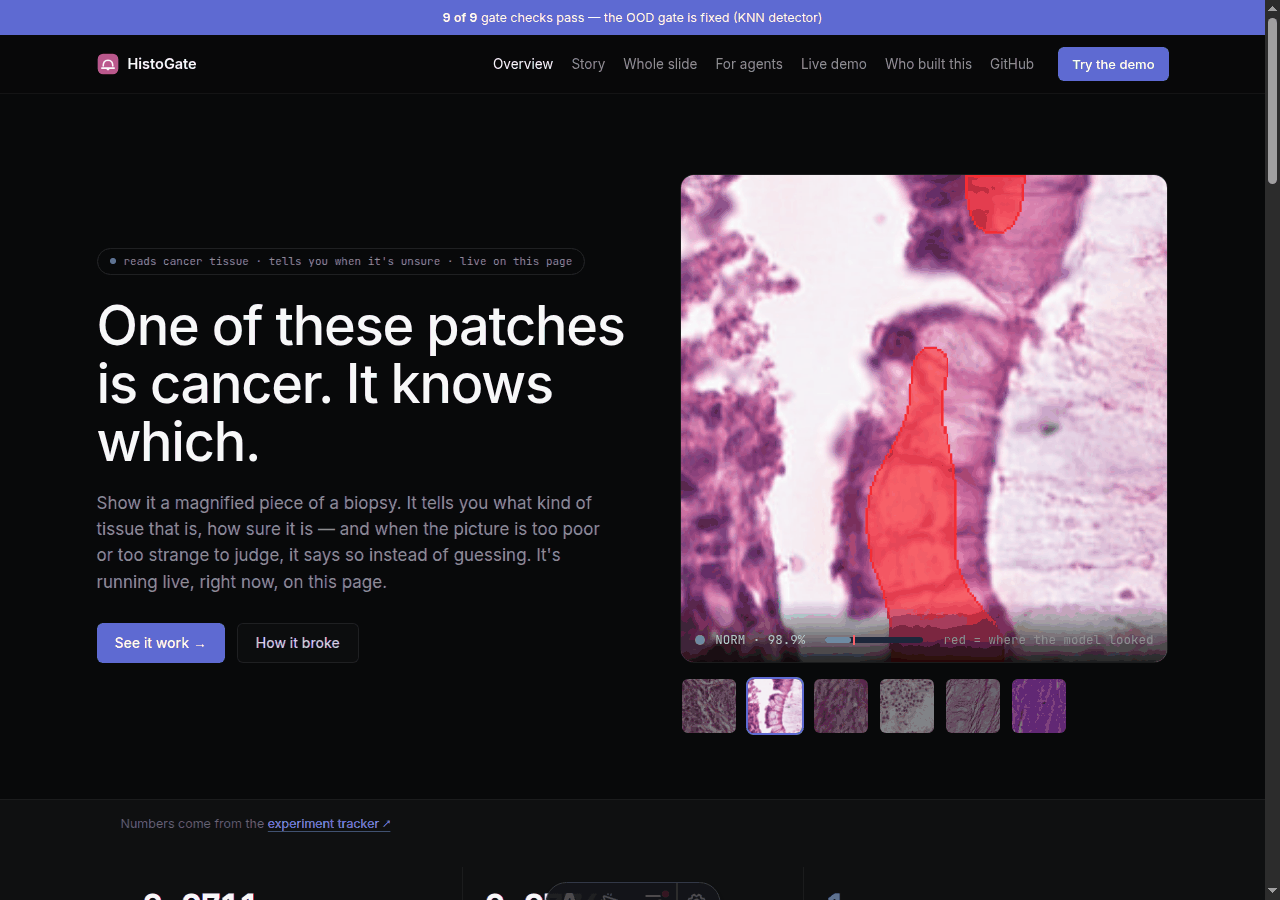 9 of 9 gate checks pass — the OOD gate is fixed (KNN detector)
HistoGate
Overview Story Whole slide For agents Live demo Who built this GitHub Try the demo
reads cancer tissue · tells you when it's unsure · live on this page
One of these patches
is cancer. It knows
which.
Show it a magnified piece of a biopsy. It tells you what kind of
tissue that is, how sure it is — and when the picture is too poor
or too strange to judge, it says so instead of guessing. It's
running live, right now, on this page.
See it work → How it broke
NORM · 98.9% red = where the model looked
Numbers come from the experiment tracker ↗